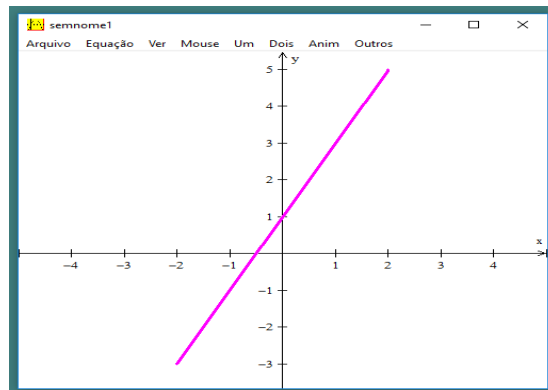 semnome1
Arquivo Equação Ver Mouse Um Dois Anim Outros
y
5
4
3
2
1
x
−4 −3 −2 −1 1 2 3 4
−1
−2
−3